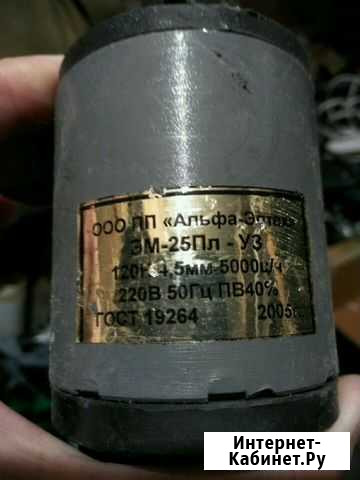 ООО ПП «Альфа-Элтех»
ЭМ-25Пл - У3
120Н-4,5мм-5000ц/ч
220В 50Гц ПВ40%
ГОСТ 19264 2005г.
Интернет-
Кабинет.Ру